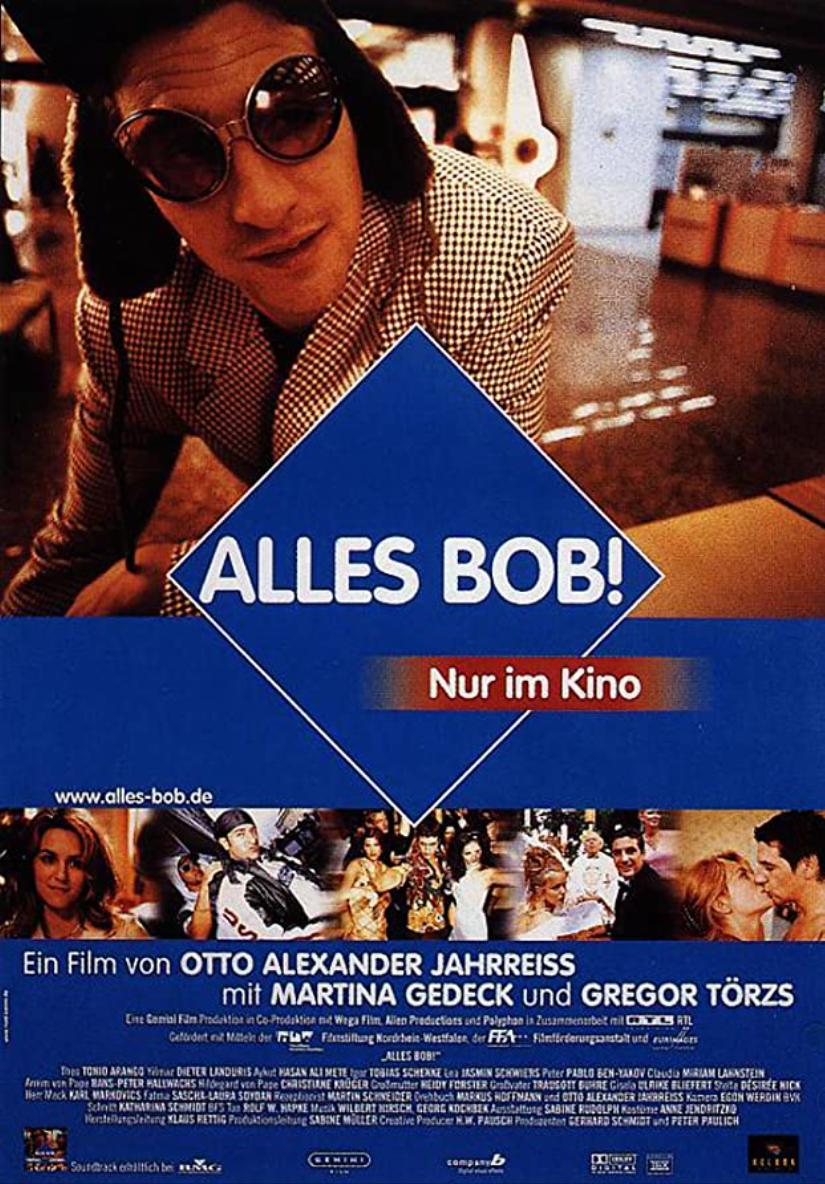 ALLES BOB!
Nur im Kino
www.alles-bob.de
Ein Film von OTTO ALEXANDER JAHRREISS
mit MARTINA GEDECK und GREGOR TÖRZS
Eine Gemini Film Produktion in Co-Produktion mit Wega Film, Alien Productions und Polyphon in Zusammenarbeit mit RTL
Gefördert mit Mitteln der Filmstiftung Nordrhein-Westfalen, der FFA Filmförderungsanstalt und EURIMAGES
„ALLES BOB!"
Theo TONIO ARANGO Yilmaz DIETER LANDURIS Aykut HASAN ALI METE Igor TOBIAS SCHENKE Lea JASMIN SCHWIERS Peter PABLO BEN-YAKOV Claudia MIRIAM LAHNSTEIN
Armin von Pape HANS-PETER HALLWACHS Hildegard von Pape CHRISTIANE KRÜGER Großmutter HEIDY FORSTER Großvater TRAUGOTT BUHRE Gisela ULRIKE BLIEFERT Stella DÉSIRÉE NICK
Herr Mock KARL MARKOVICS Fatma SASCHA-LAURA SOYDAN Rezeptionist MARTIN SCHNEIDER Drehbuch MARKUS HOFFMANN und OTTO ALEXANDER JAHRREISS Kamera EGON WERDIN BVK
Schnitt KATHARINA SCHMIDT BFS Ton ROLF W. HAPKE Musik WILBERT HIRSCH, GEORG KOCHBEK Ausstattung SABINE RUDOLPH Kostüme ANNE JENDRITZKO
Herstellungsleitung KLAUS RETTIG Produktionsleitung SABINE MÜLLER Creative Producer H.W. PAUSCH Produzenten GERHARD SCHMIDT und PETER PAULICH
Soundtrack erhältlich bei BMG
GEMINI
FILM
company b
Digital visual effects
DOLBY
DIGITAL
HELKON